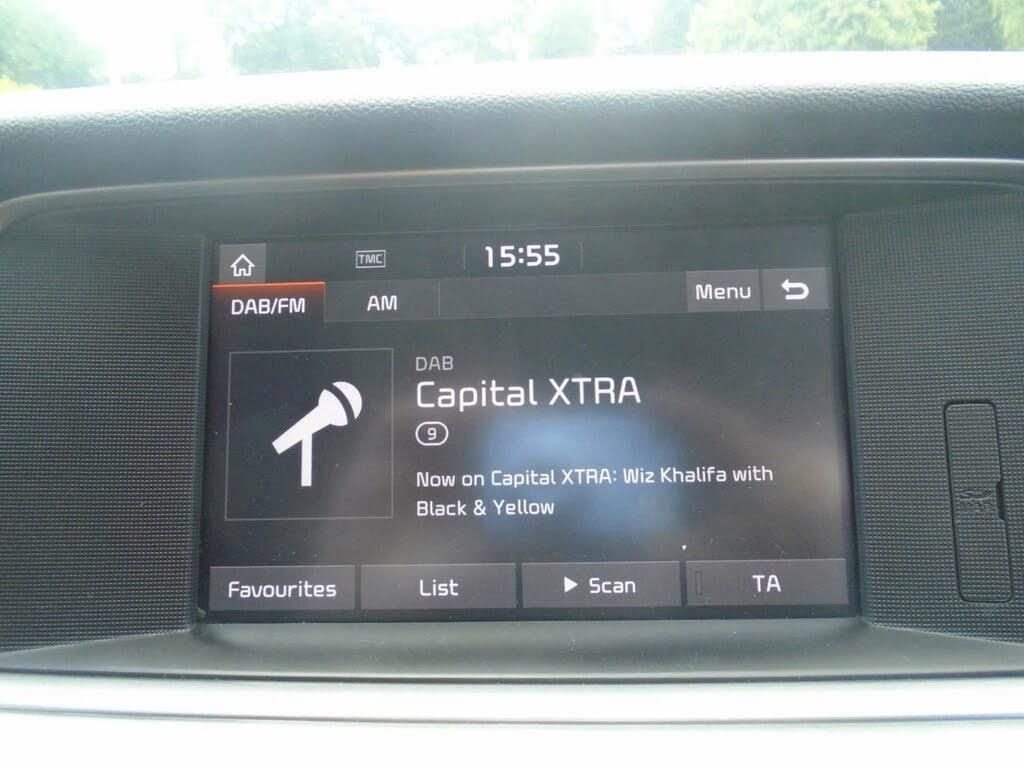 TMC
15:55
DAB/FM
AM
Menu
DAB
Capital XTRA
9
Now on Capital XTRA: Wiz Khalifa with
Black & Yellow
Favourites
List
Scan
TA